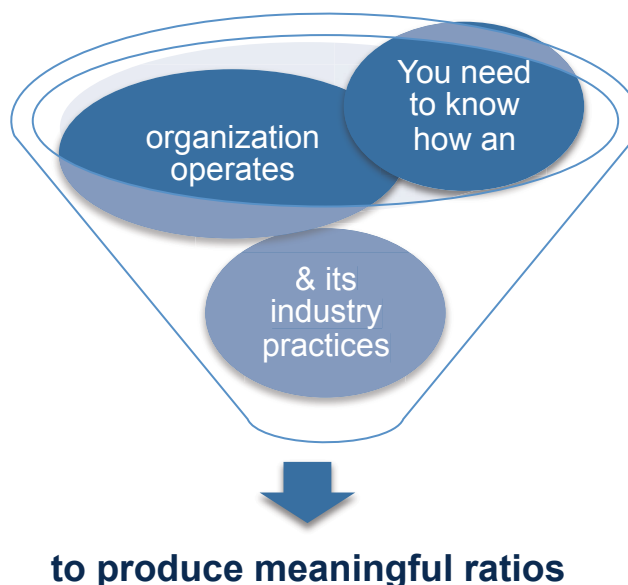 You need
to know
how an
organization
operates
& its
industry
practices
to produce meaningful ratios